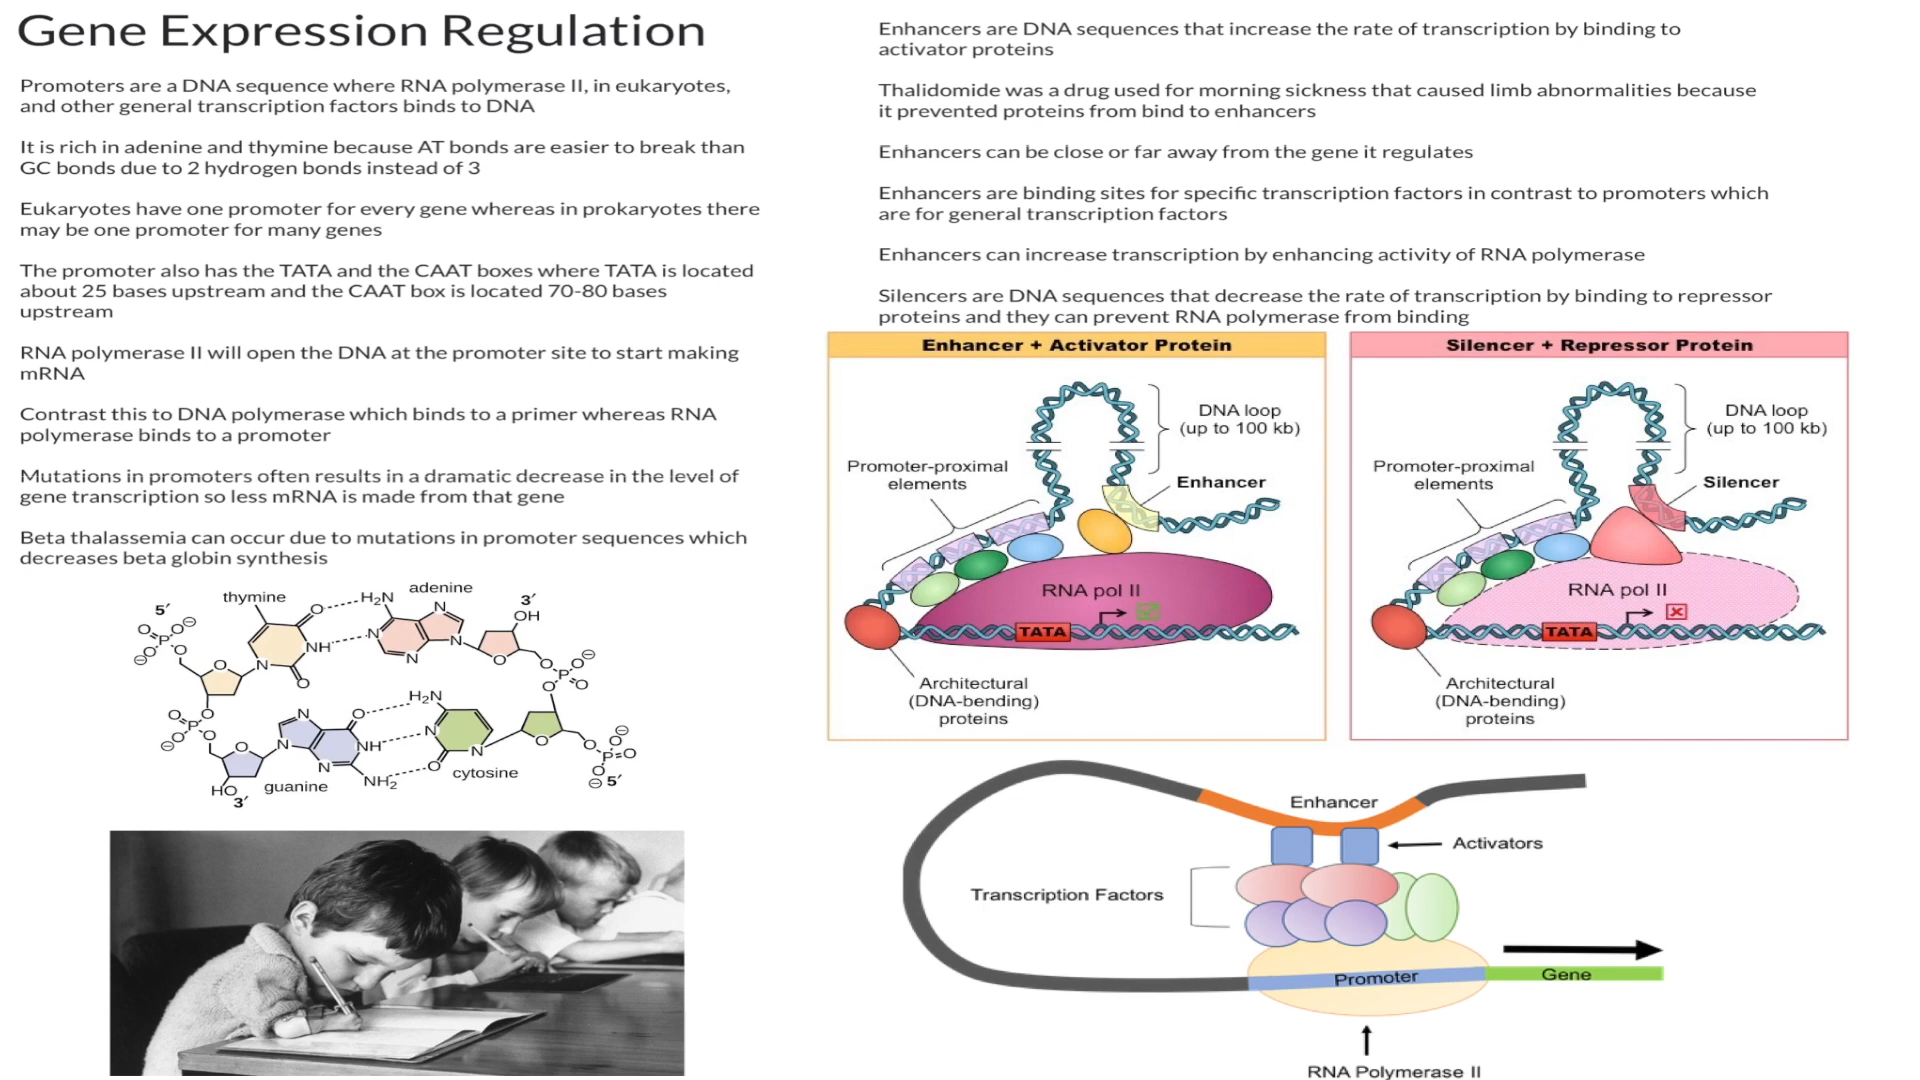 Gene Expression Regulation
Promoters are a DNA sequence where RNA polymerase II, in eukaryotes,
and other general transcription factors binds to DNA
It is rich in adenine and thymine because AT bonds are easier to break than
GC bonds due to 2 hydrogen bonds instead of 3
Eukaryotes have one promoter for every gene whereas in prokaryotes there
may be one promoter for many genes
The promoter also has the TATA and the CAAT boxes where TATA is located
about 25 bases upstream and the CAAT box is located 70-80 bases
upstream
RNA polymerase II will open the DNA at the promoter site to start making
mRNA
Contrast this to DNA polymerase which binds to a primer whereas RNA
polymerase binds to a promoter
Mutations in promoters often results in a dramatic decrease in the level of
gene transcription so less mRNA is made from that gene
Beta thalassemia can occur due to mutations in promoter sequences which
decreases beta globin synthesis
thymine
adenine
5′
3′
O
H₂N
N
OH
O
O⊖
P
O
⊖
O
NH
N
N
N
N
O
O
O
O
P
O
⊖
O
O
O
H₂N
O
P
O⊖
O
⊖
O
N
N
O
NH
N
N
N
O
O
O
O⊖
P
O
O
⊖
5′
O
HO
3′
guanine
NH₂
O
cytosine
Enhancers are DNA sequences that increase the rate of transcription by binding to
activator proteins
Thalidomide was a drug used for morning sickness that caused limb abnormalities because
it prevented proteins from bind to enhancers
Enhancers can be close or far away from the gene it regulates
Enhancers are binding sites for specific transcription factors in contrast to promoters which
are for general transcription factors
Enhancers can increase transcription by enhancing activity of RNA polymerase
Silencers are DNA sequences that decrease the rate of transcription by binding to repressor
proteins and they can prevent RNA polymerase from binding
Enhancer + Activator Protein
DNA loop
(up to 100 kb)
Promoter-proximal
elements
Enhancer
RNA pol II
TATA
Architectural
(DNA-bending)
proteins
Silencer + Repressor Protein
DNA loop
(up to 100 kb)
Promoter-proximal
elements
Silencer
RNA pol II
TATA
Architectural
(DNA-bending)
proteins
Enhancer
Activators
Transcription Factors
Promoter
Gene
RNA Polymerase II